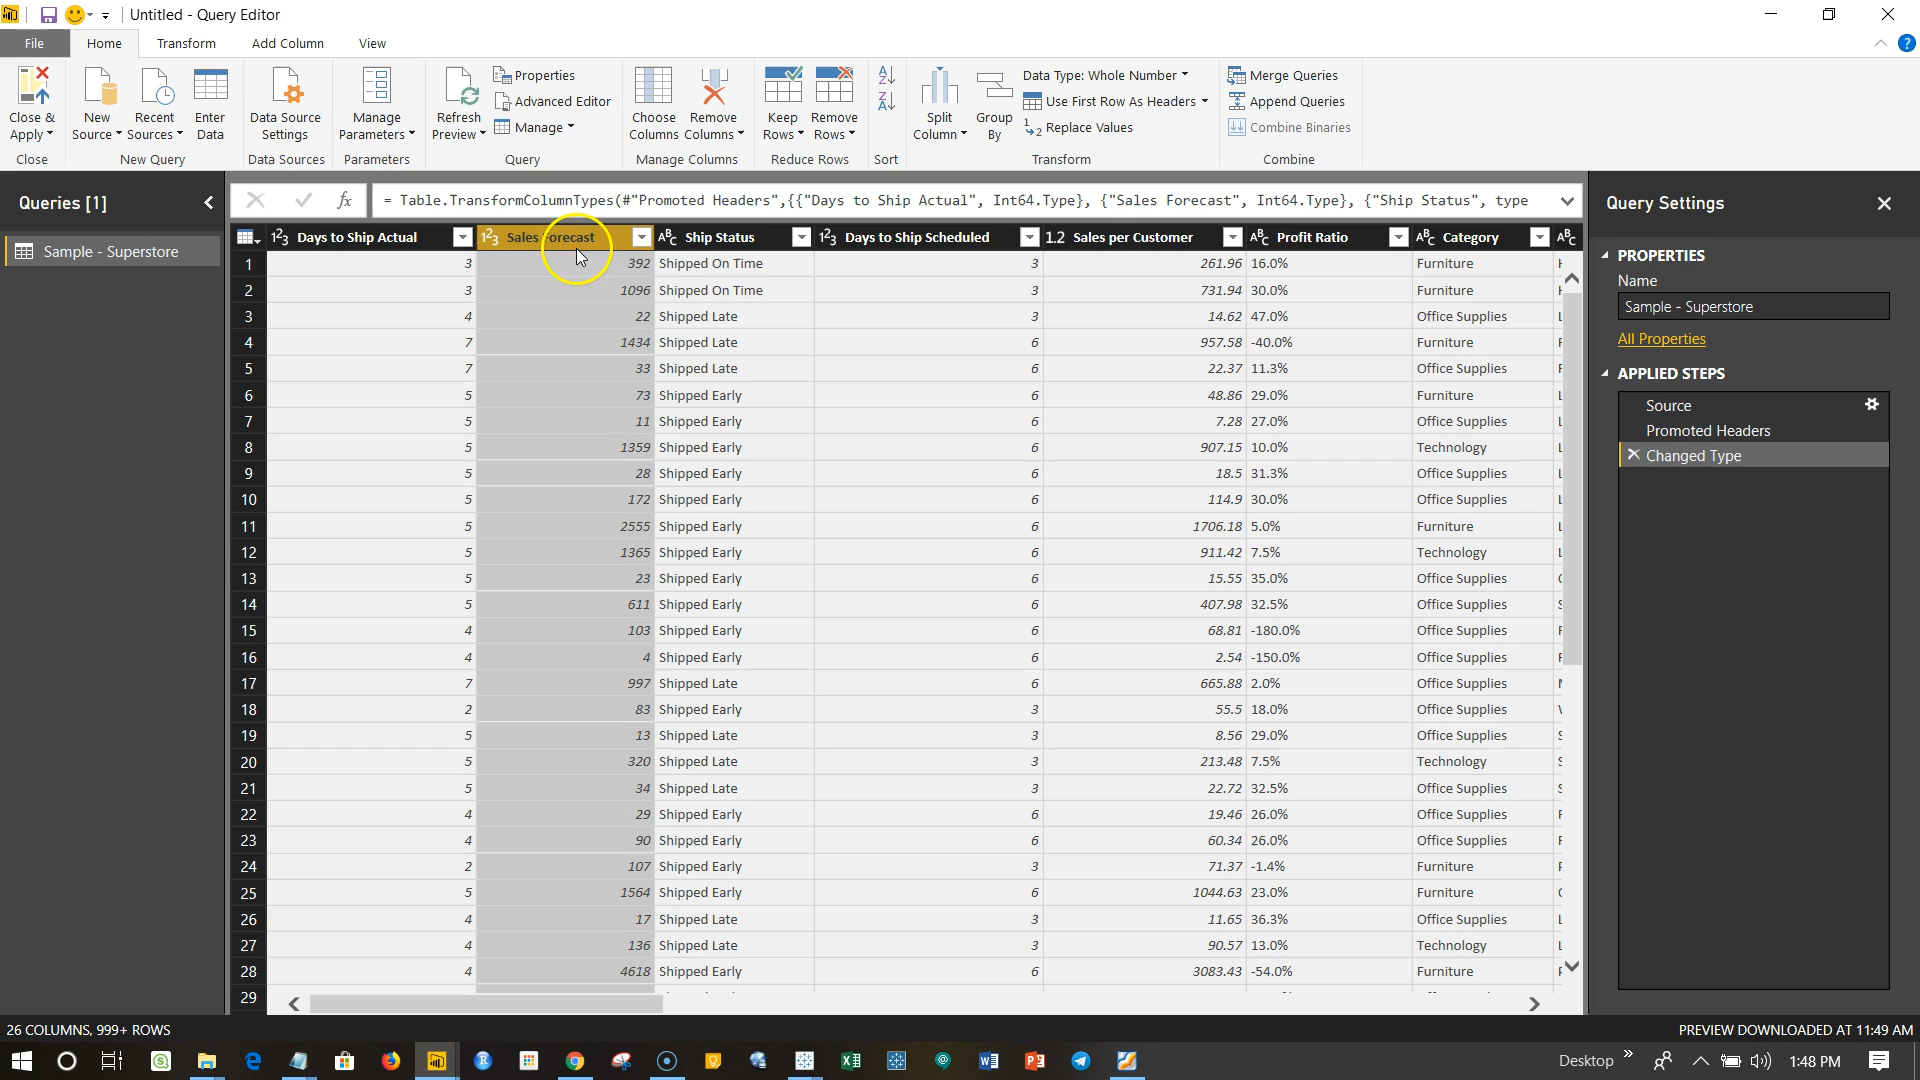 Untitled - Query Editor
File Home Transform Add Column View
Close & Apply
New Source
Recent Sources
Enter Data
Data Source Settings
Manage Parameters
Refresh Preview
Properties
Advanced Editor
Manage
Choose Columns
Remove Columns
Keep Rows
Remove Rows
Split Column
Group By
Data Type: Whole Number
Use First Row As Headers
Replace Values
Merge Queries
Append Queries
Combine Binaries
Close New Query Data Sources Parameters Query Manage Columns Reduce Rows Sort Transform Combine
Queries [1]
Sample - Superstore
= Table.TransformColumnTypes(#"Promoted Headers",{{"Days to Ship Actual", Int64.Type}, {"Sales Forecast", Int64.Type}, {"Ship Status", type
Days to Ship Actual Sales Forecast Ship Status Days to Ship Scheduled 1.2 Sales per Customer Profit Ratio Category
1 3 392 Shipped On Time 3 261.96 16.0% Furniture
2 3 1096 Shipped On Time 3 731.94 30.0% Furniture
3 4 22 Shipped Late 3 14.62 47.0% Office Supplies
4 7 1434 Shipped Late 6 957.58 -40.0% Furniture
5 7 33 Shipped Late 6 22.37 11.3% Office Supplies
6 5 73 Shipped Early 6 48.86 29.0% Furniture
7 5 11 Shipped Early 6 7.28 27.0% Office Supplies
8 5 1359 Shipped Early 6 907.15 10.0% Technology
9 5 28 Shipped Early 6 18.5 31.3% Office Supplies
10 5 172 Shipped Early 6 114.9 30.0% Office Supplies
11 5 2555 Shipped Early 6 1706.18 5.0% Furniture
12 5 1365 Shipped Early 6 911.42 7.5% Technology
13 5 23 Shipped Early 6 15.55 35.0% Office Supplies
14 5 611 Shipped Early 6 407.98 32.5% Office Supplies
15 4 103 Shipped Early 6 68.81 -180.0% Office Supplies
16 4 4 Shipped Early 6 2.54 -150.0% Office Supplies
17 7 997 Shipped Late 6 665.88 2.0% Office Supplies
18 2 83 Shipped Early 3 55.5 18.0% Office Supplies
19 5 13 Shipped Late 3 8.56 29.0% Office Supplies
20 5 320 Shipped Late 3 213.48 7.5% Technology
21 5 34 Shipped Late 3 22.72 32.5% Office Supplies
22 4 29 Shipped Early 6 19.46 26.0% Office Supplies
23 4 90 Shipped Early 6 60.34 26.0% Office Supplies
24 2 107 Shipped Early 3 71.37 -1.4% Furniture
25 5 1564 Shipped Early 6 1044.63 23.0% Furniture
26 4 17 Shipped Late 3 11.65 36.3% Office Supplies
27 4 136 Shipped Late 3 90.57 13.0% Technology
28 4 4618 Shipped Early 6 3083.43 -54.0% Furniture
29
Query Settings
PROPERTIES
Name
Sample - Superstore
All Properties
APPLIED STEPS
Source
Promoted Headers
Changed Type
26 COLUMNS, 999+ ROWS
PREVIEW DOWNLOADED AT 11:49 AM
Desktop
1:48 PM